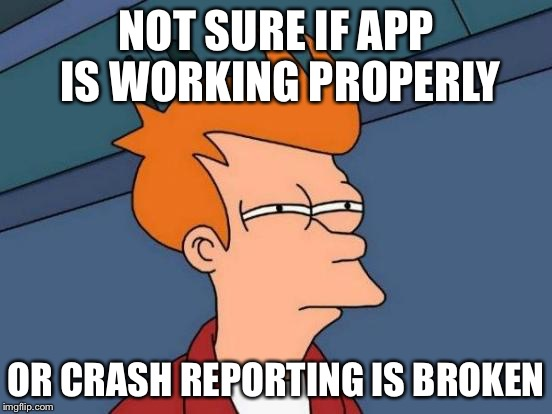 NOT SURE IF APP
IS WORKING PROPERLY
OR CRASH REPORTING IS BROKEN
imgflip.com